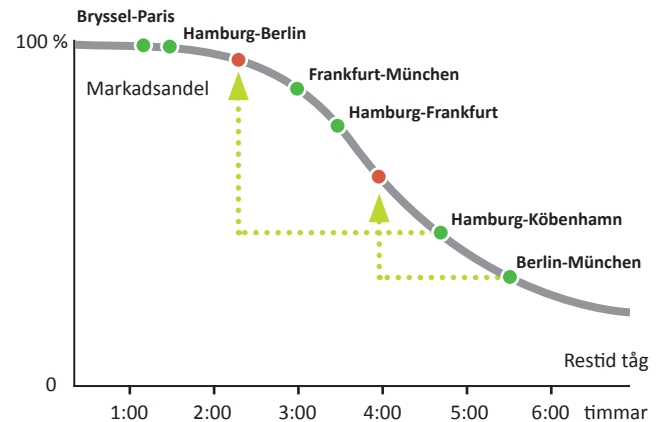 Bryssel-Paris
100 %
Hamburg-Berlin
Frankfurt-München
Markadsandel
Hamburg-Frankfurt
Hamburg-Köbenhamn
Berlin-München
Restid tåg
0
1:00 2:00 3:00 4:00 5:00 6:00 timmar